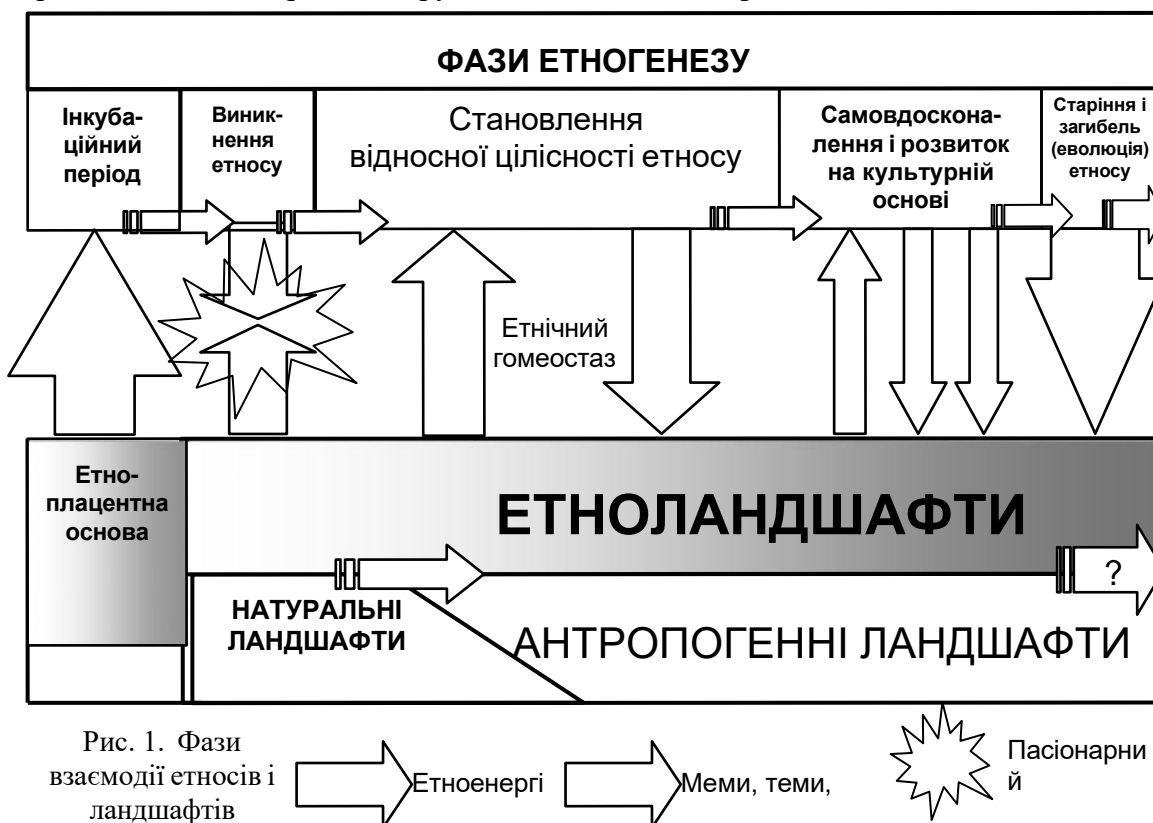 ФАЗИ ЕТНОГЕНЕЗУ
Інкуба-
ційний
період
Виник-
нення
етносу
Становлення
відносної цілісності етносу
Самовдоскона-
лення і розвиток
на культурній
основі
Старіння і
загибель
(еволюція)
етносу
Етнічний
гомеостаз
Етно-
плацентна
основа
ЕТНОЛАНДШАФТИ
?
НАТУРАЛЬНІ
ЛАНДШАФТИ
АНТРОПОГЕННІ ЛАНДШАФТИ
Рис. 1. Фази
взаємодії етносів і
ландшафтів
Етноенергі
Меми, теми,
Пасіонарни
й